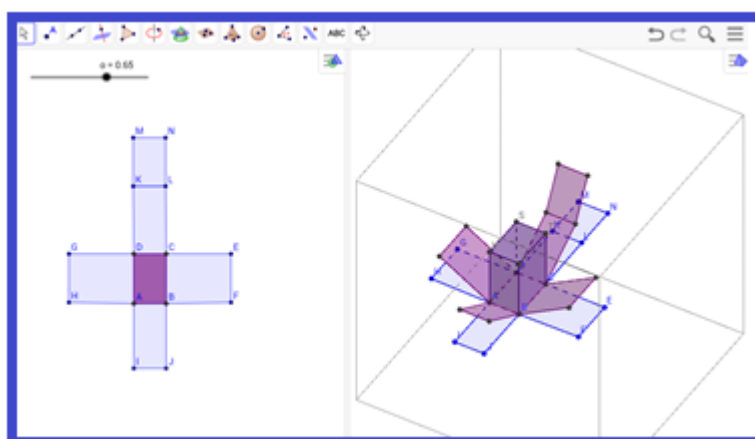 ABC
α = 0.65
M N
K L
G D C E
H A B F
I J
S
M
N
G
E